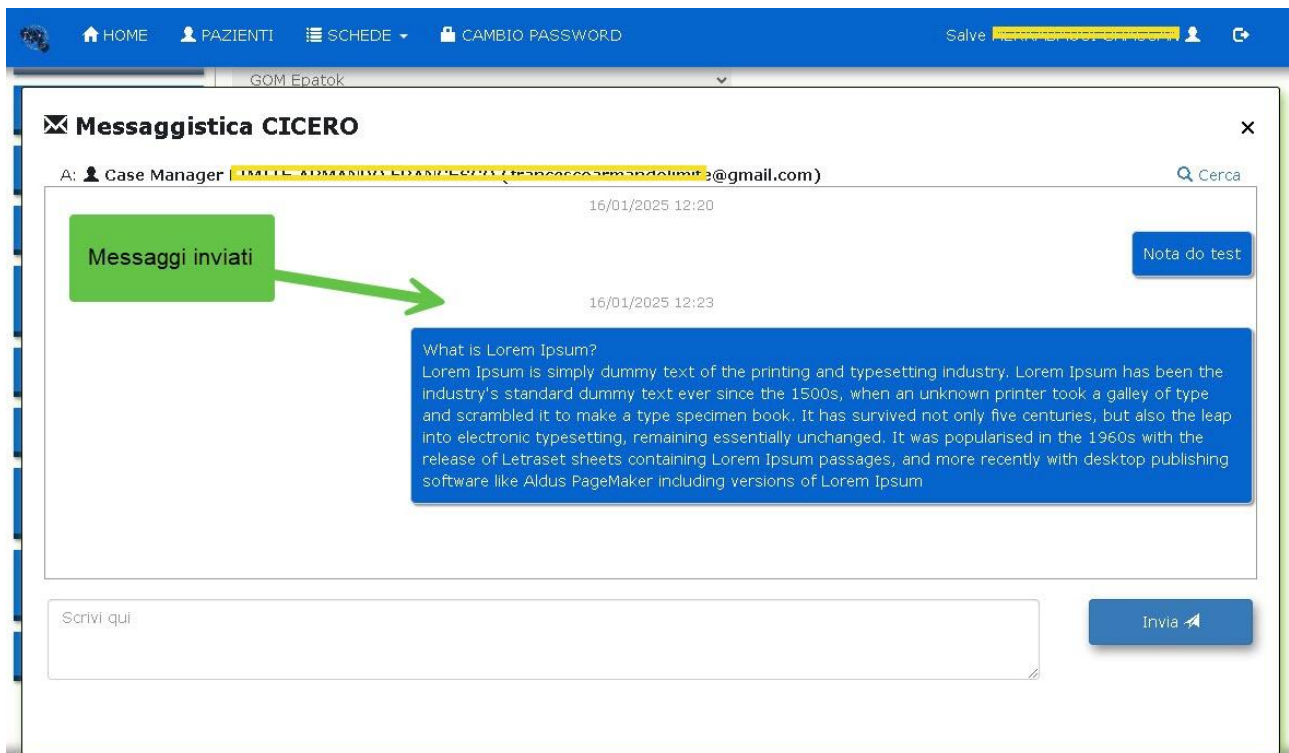 HOME PAZIENTI SCHEDE CAMBIO PASSWORD Salve
GOM Epatok
Messaggistica CICERO ×
A: Case Manager @gmail.com) Cerca
16/01/2025 12:20
Messaggi inviati
Nota do test
16/01/2025 12:23
What is Lorem Ipsum?
Lorem Ipsum is simply dummy text of the printing and typesetting industry. Lorem Ipsum has been the
industry's standard dummy text ever since the 1500s, when an unknown printer took a galley of type
and scrambled it to make a type specimen book. It has survived not only five centuries, but also the leap
into electronic typesetting, remaining essentially unchanged. It was popularised in the 1960s with the
release of Letraset sheets containing Lorem Ipsum passages, and more recently with desktop publishing
software like Aldus PageMaker including versions of Lorem Ipsum
Scrivi qui
Invia